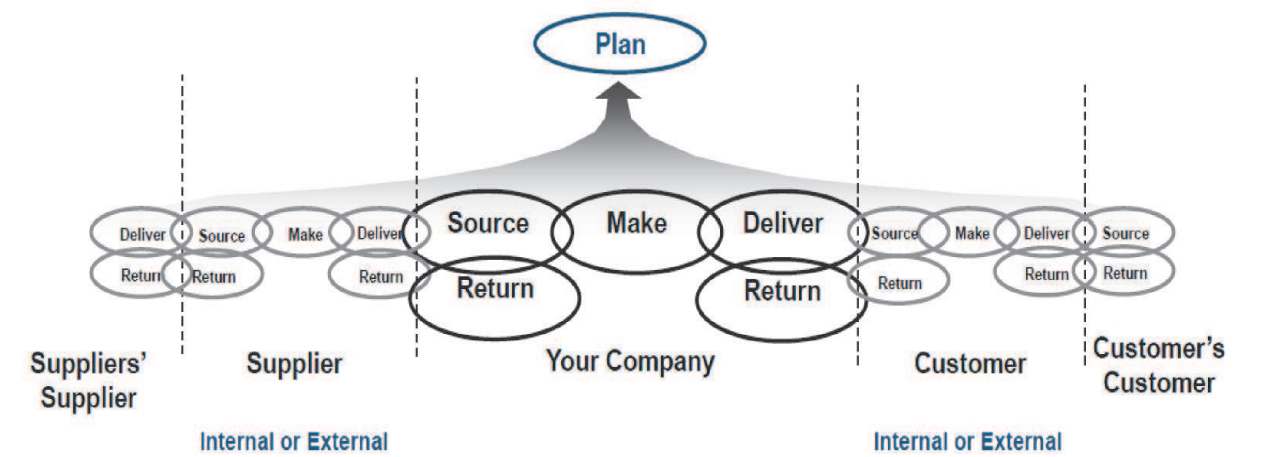 Plan
Deliver
Source
Make
Deliver
Source
Make
Deliver
Source
Make
Deliver
Source
Return
Return
Return
Return
Return
Return
Return
Return
Suppliers’
Supplier
Supplier
Your Company
Customer
Customer’s
Customer
Internal or External
Internal or External